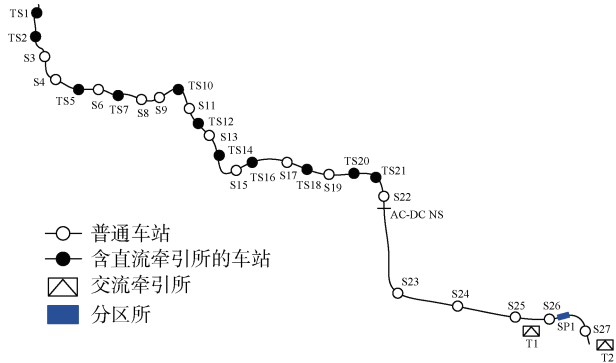 TS1
TS2
S3
S4
TS5
S6
TS7
S8
S9
TS10
S11
TS12
S13
TS14
S15
TS16
S17
TS18
S19
TS20
TS21
S22
AC-DC NS
S23
S24
S25
T1
S26
SP1
S27
T2
普通车站
含直流牵引所的车站
交流牵引所
分区所